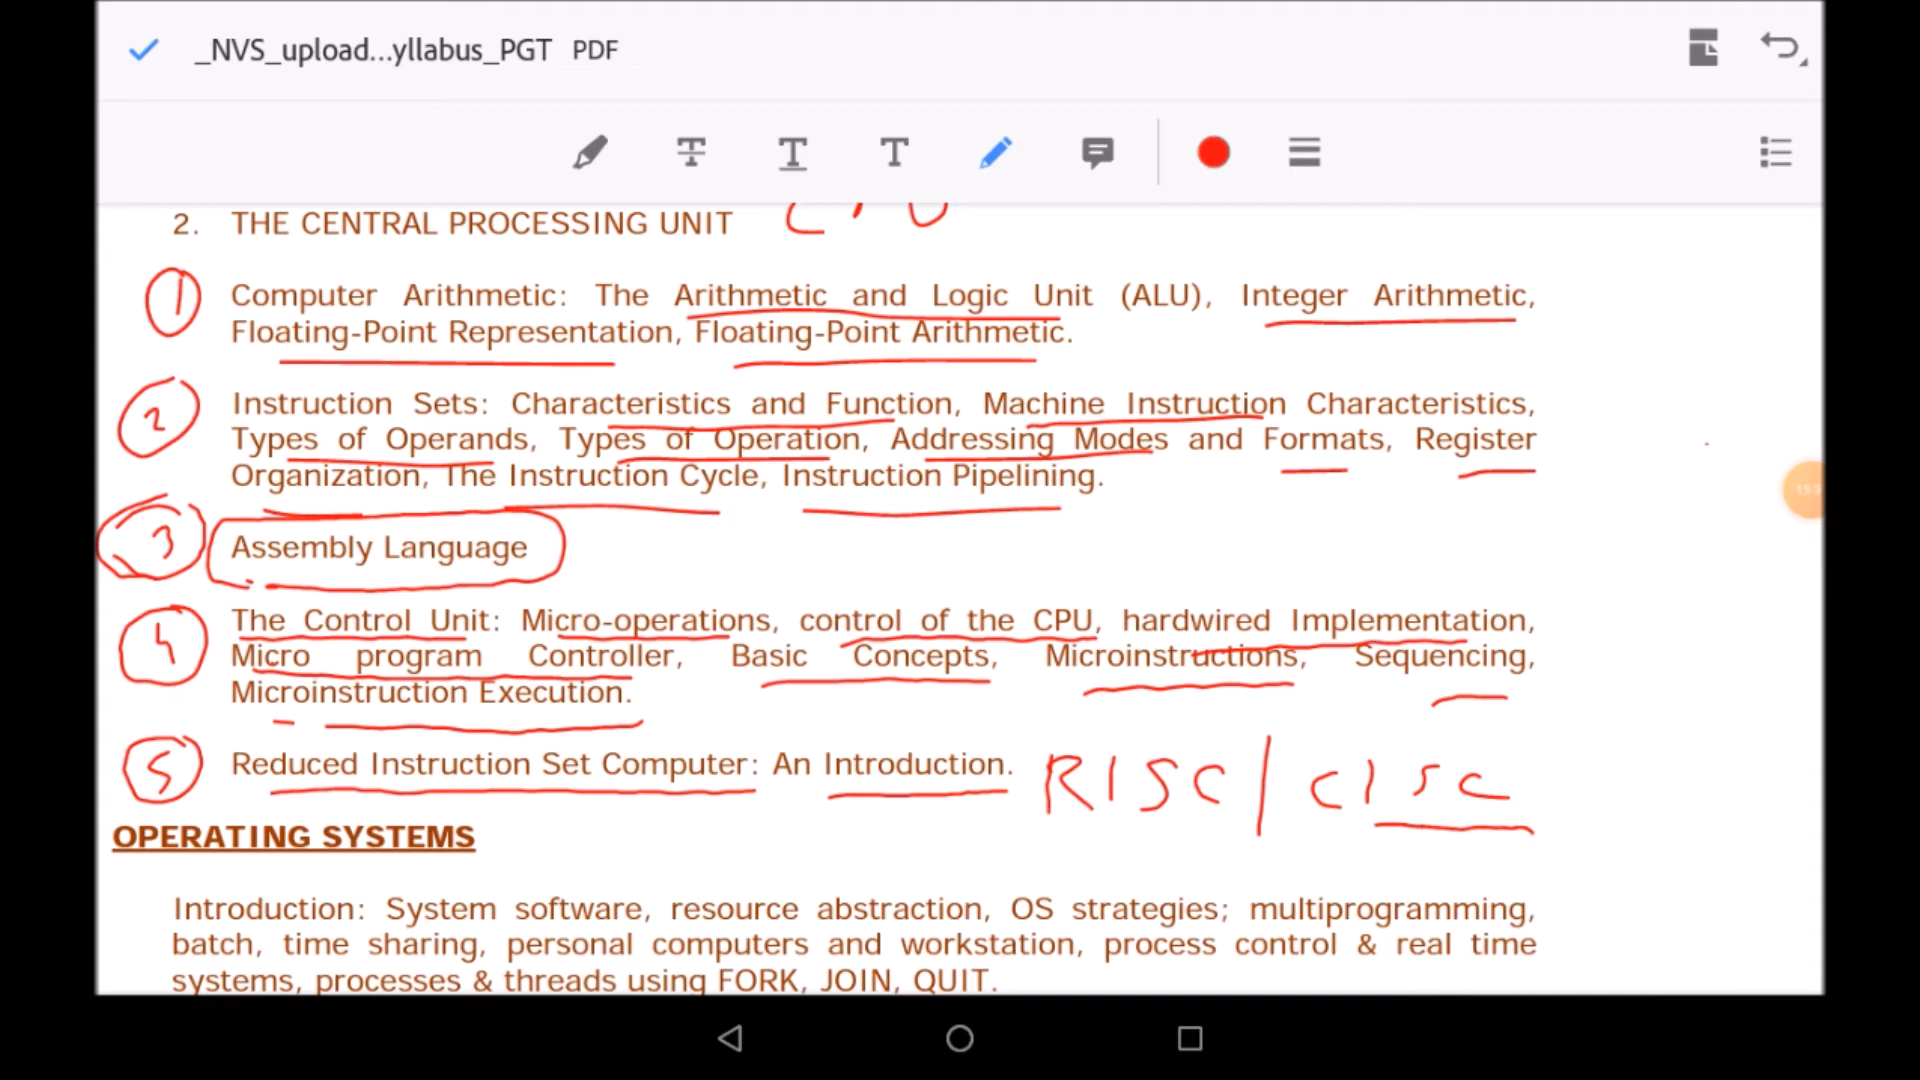 _NVS_upload...yllabus_PGT PDF
2. THE CENTRAL PROCESSING UNIT CPU
1 Computer Arithmetic: The Arithmetic and Logic Unit (ALU), Integer Arithmetic,
Floating-Point Representation, Floating-Point Arithmetic.
2 Instruction Sets: Characteristics and Function, Machine Instruction Characteristics,
Types of Operands, Types of Operation, Addressing Modes and Formats, Register
Organization, The Instruction Cycle, Instruction Pipelining.
3 Assembly Language
4 The Control Unit: Micro-operations, control of the CPU, hardwired Implementation,
Micro program Controller, Basic Concepts, Microinstructions, Sequencing,
Microinstruction Execution.
5 Reduced Instruction Set Computer: An Introduction. RISC/CISC
OPERATING SYSTEMS
Introduction: System software, resource abstraction, OS strategies; multiprogramming,
batch, time sharing, personal computers and workstation, process control & real time
systems, processes & threads using FORK, JOIN, QUIT.